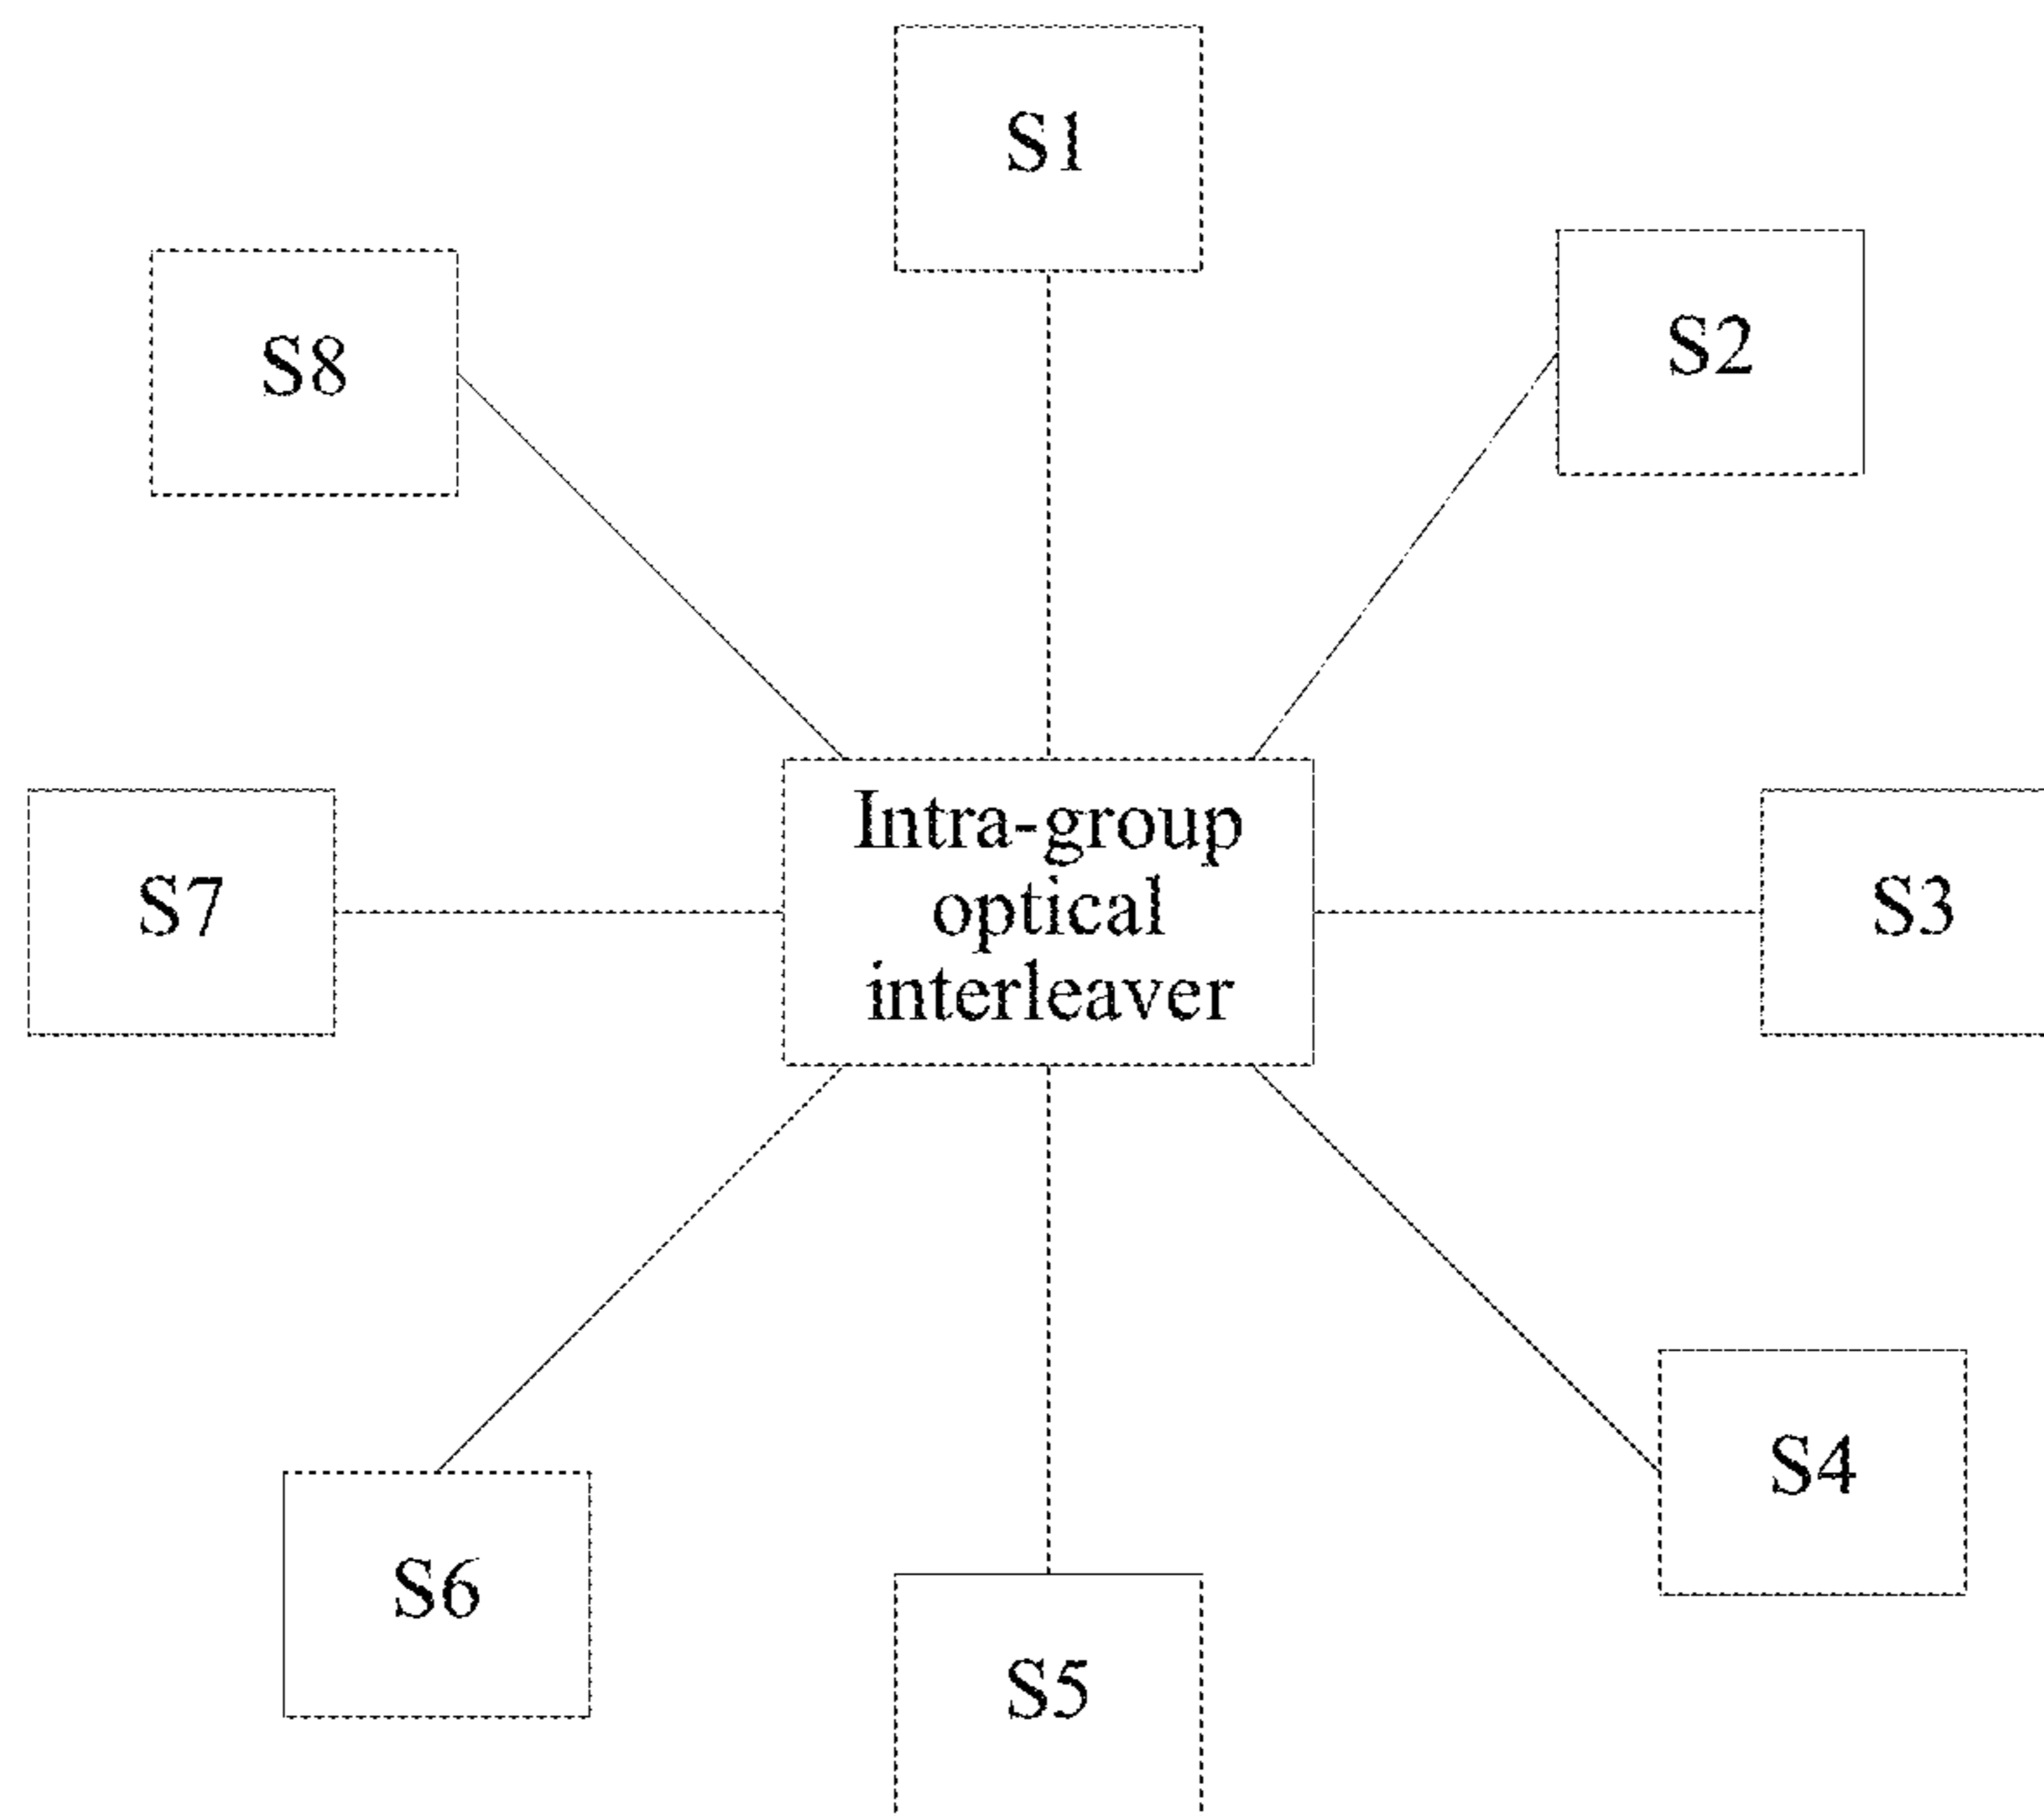 S1
S8
S2
Intra-group
optical
interleaver
S7
S3
S4
S6
S5